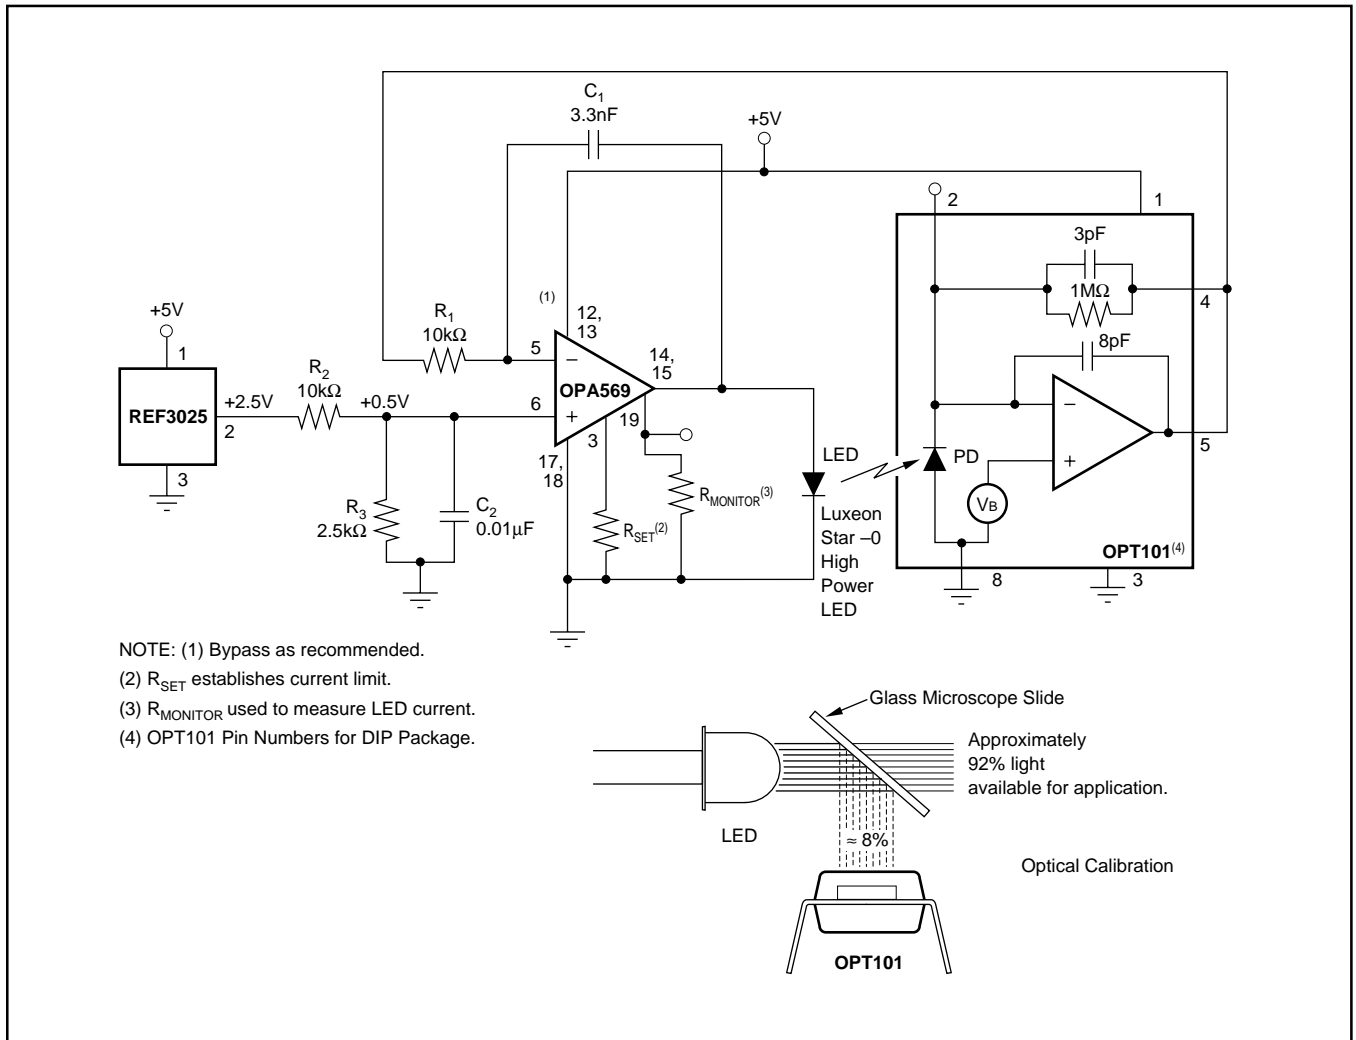 C1
3.3nF
+5V
2
1
3pF
1MΩ
4
8pF
(1)
12,
13
+5V
1
R1
10kΩ
5
−
14,
15
OPA569
REF3025
+2.5V
2
R2
10kΩ
+0.5V
6
+
3
19
3
17,
18
R3
2.5kΩ
C2
0.01µF
RSET(2)
RMONITOR(3)
LED
Luxeon
Star –0
High
Power
LED
PD
−
+
5
VB
OPT101(4)
8
3
NOTE: (1) Bypass as recommended.
(2) RSET establishes current limit.
(3) RMONITOR used to measure LED current.
(4) OPT101 Pin Numbers for DIP Package.
Glass Microscope Slide
Approximately
92% light
available for application.
LED
≈ 8%
Optical Calibration
OPT101